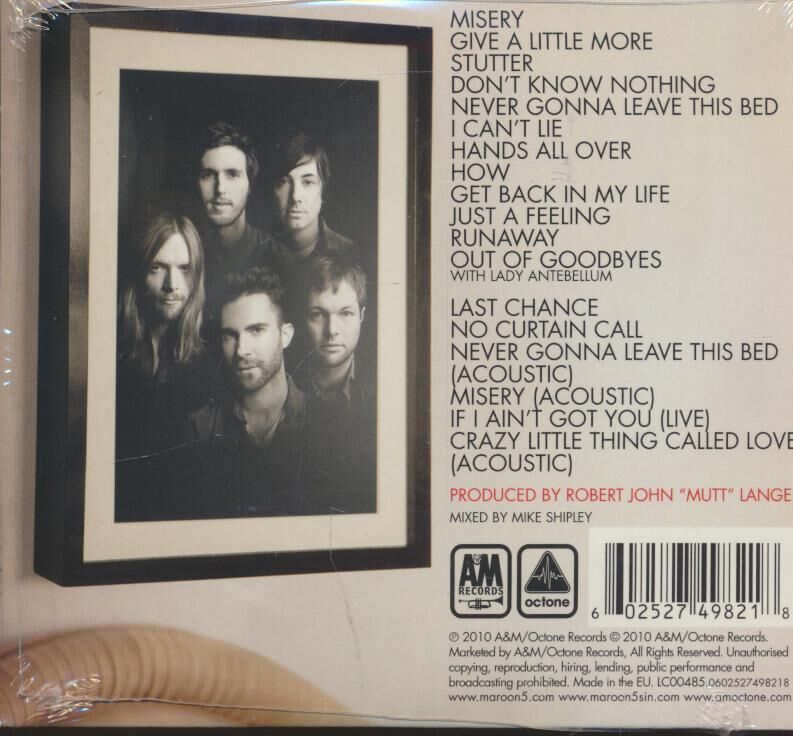 MISERY
GIVE A LITTLE MORE
STUTTER
DON'T KNOW NOTHING
NEVER GONNA LEAVE THIS BED
I CAN'T LIE
HANDS ALL OVER
HOW
GET BACK IN MY LIFE
JUST A FEELING
RUNAWAY
OUT OF GOODBYES
WITH LADY ANTEBELLUM
LAST CHANCE
NO CURTAIN CALL
NEVER GONNA LEAVE THIS BED
(ACOUSTIC)
MISERY (ACOUSTIC)
IF I AIN'T GOT YOU (LIVE)
CRAZY LITTLE THING CALLED LOVE
(ACOUSTIC)
PRODUCED BY ROBERT JOHN "MUTT" LANGE
MIXED BY MIKE SHIPLEY
A&M
RECORDS
octone
6 02527 49821 8
℗ 2010 A&M/Octone Records © 2010 A&M/Octone Records.
Marketed by A&M/Octone Records, All Rights Reserved. Unauthorised
copying, reproduction, hiring, lending, public performance and
broadcasting prohibited. Made in the EU. LC00485.0602527498218
www.maroon5.com www.maroon5sin.com www.amoctone.com